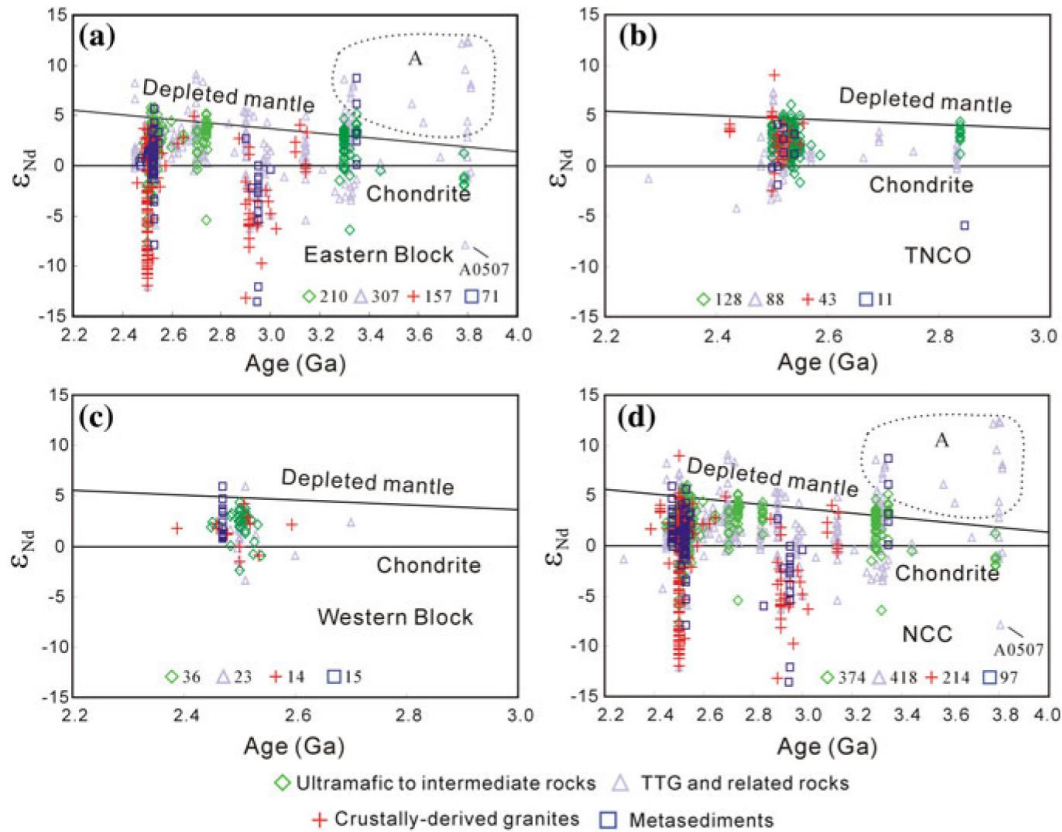 (a)
15
10
5
0
-5
-10
-15
εNd
A
Depleted mantle
Chondrite
Eastern Block
A0507
210 307 157 71
2.2 2.4 2.6 2.8 3.0 3.2 3.4 3.6 3.8 4.0
Age (Ga)
(b)
15
10
5
0
-5
-10
-15
Depleted mantle
Chondrite
TNCO
128 88 43 11
2.2 2.4 2.6 2.8 3.0
Age (Ga)
(c)
15
10
5
0
-5
-10
-15
εNd
Depleted mantle
Chondrite
Western Block
36 23 14 15
2.2 2.4 2.6 2.8 3.0
Age (Ga)
(d)
15
10
5
0
-5
-10
-15
εNd
A
Depleted mantle
Chondrite
NCC
A0507
374 418 214 97
2.2 2.4 2.6 2.8 3.0 3.2 3.4 3.6 3.8 4.0
Age (Ga)
Ultramafic to intermediate rocks TTG and related rocks
Crustally-derived granites Metasediments